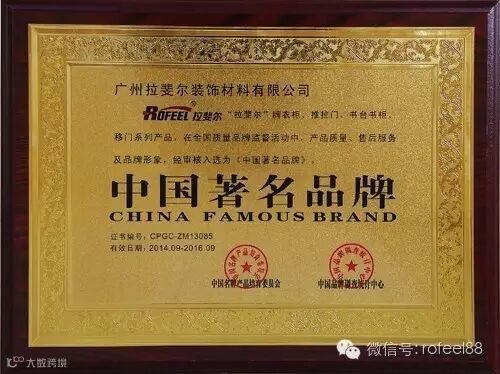 广州拉斐尔装饰材料有限公司
ROFEEL 拉斐尔 "拉斐尔"牌衣柜、推拉门、书台书柜、
移门系列产品，在全国质量品牌监督活动中，产品质量、售后服务
及品牌形象，经审核入选为《中国著名品牌》。
中国著名品牌
CHINA FAMOUS BRAND
证书编号：CPGC-ZM13085
有效日期：2014.09-2016.09
中国名牌产品培育委员会
中国品牌调查统计中心
大数跨境
微信号: rofeel88